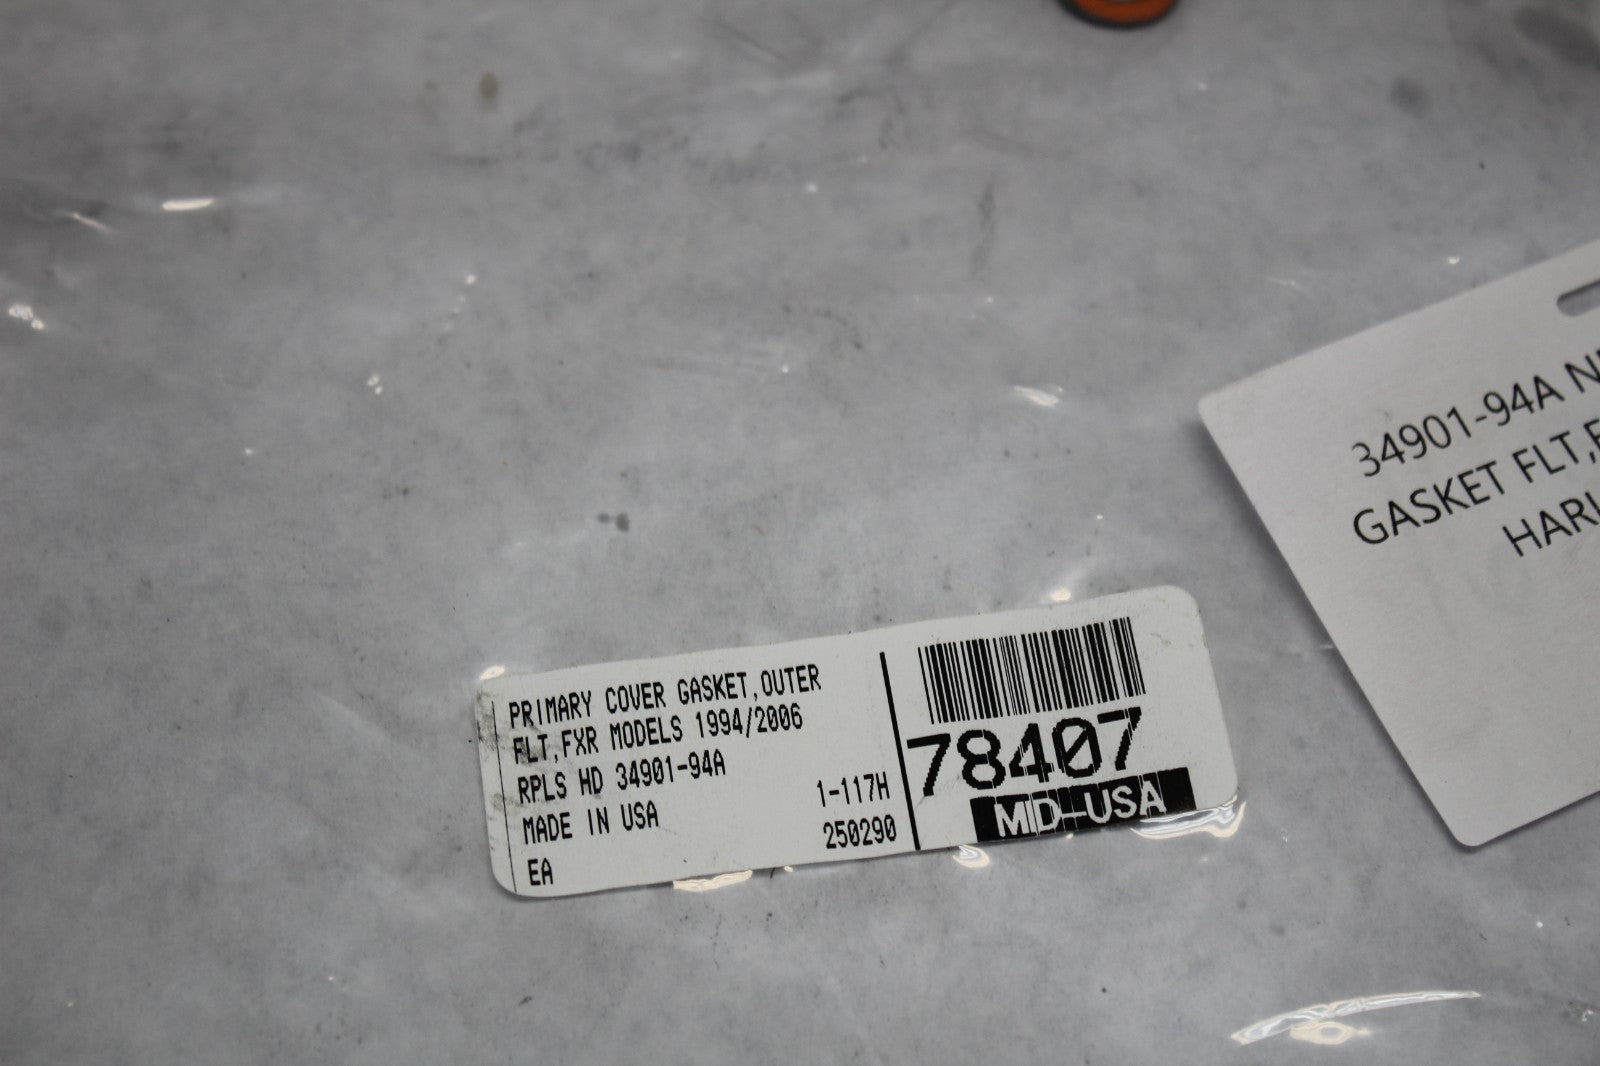 PRIMARY COVER GASKET,OUTER
FLT,FXR MODELS 1994/2006
RPLS HD 34901-94A
MADE IN USA
EA
1-117H
250290
78407
MD-USA
34901-94A
GASKET FLT,